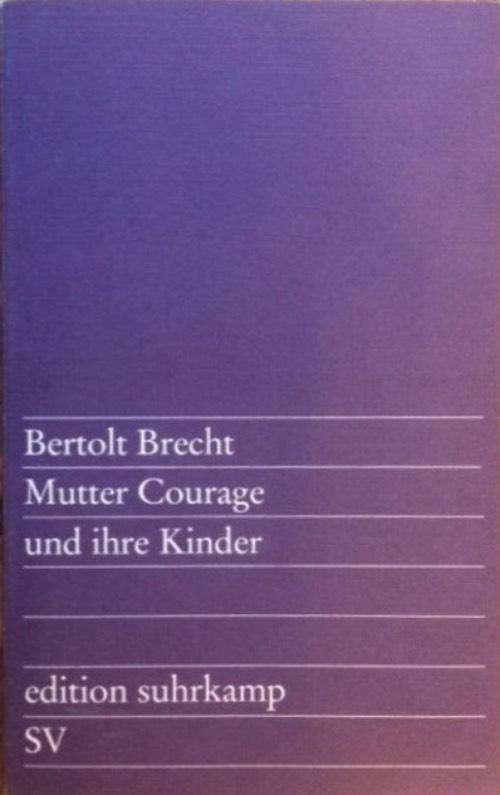 Bertolt Brecht
Mutter Courage
und ihre Kinder
edition suhrkamp
SV